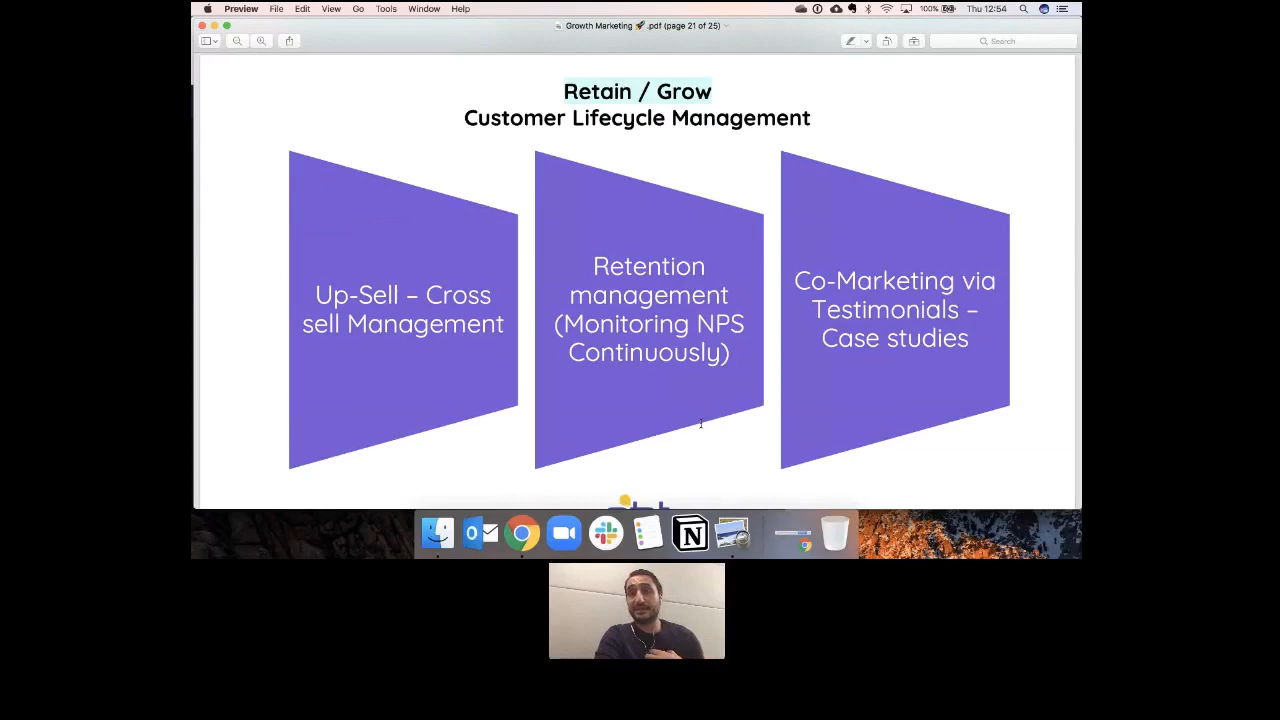 Preview File Edit View Go Tools Window Help
100% Thu 12:54
Growth Marketing 🚀 .pdf (page 21 of 25)
Search
Retain / Grow
Customer Lifecycle Management
Up-Sell – Cross
sell Management
Retention
management
(Monitoring NPS
Continuously)
Co-Marketing via
Testimonials –
Case studies